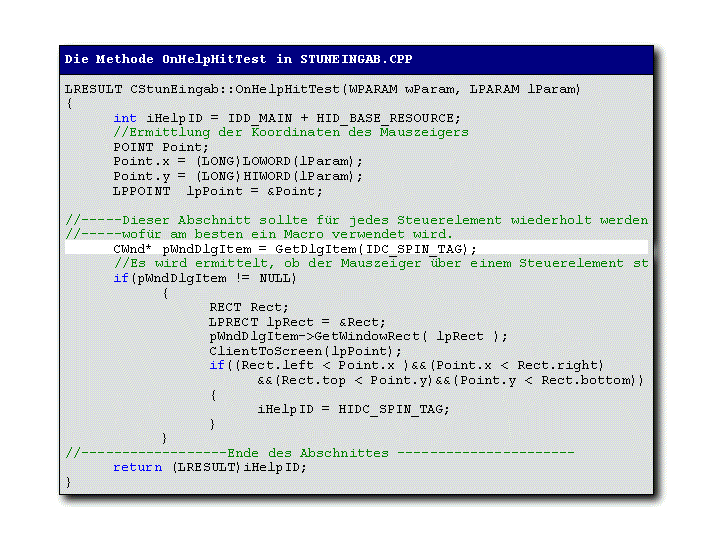 Die Methode OnHelpHitTest in STUNEINGAB.CPP
LRESULT CStunEingab::OnHelpHitTest(WPARAM wParam, LPARAM lParam)
{
int iHelpID = IDD_MAIN + HID_BASE_RESOURCE;
//Ermittlung der Koordinaten des Mauszeigers
POINT Point;
Point.x = (LONG)LOWORD(lParam);
Point.y = (LONG)HIWORD(lParam);
LPPOINT  lpPoint = &Point;
//-----Dieser Abschnitt sollte für jedes Steuerelement wiederholt werden
//-----wofür am besten ein Macro verwendet wird.
CWnd* pWndDlgItem = GetDlgItem(IDC_SPIN_TAG);
//Es wird ermittelt, ob der Mauszeiger über einem Steuerelement st
if(pWndDlgItem != NULL)
{
RECT Rect;
LPRECT lpRect = &Rect;
pWndDlgItem->GetWindowRect( lpRect );
ClientToScreen(lpPoint);
if((Rect.left < Point.x )&&(Point.x < Rect.right)
&&(Rect.top < Point.y)&&(Point.y < Rect.bottom))
{
iHelpID = HIDC_SPIN_TAG;
}
}
//------------------Ende des Abschnittes ----------------------
return (LRESULT)iHelpID;
}